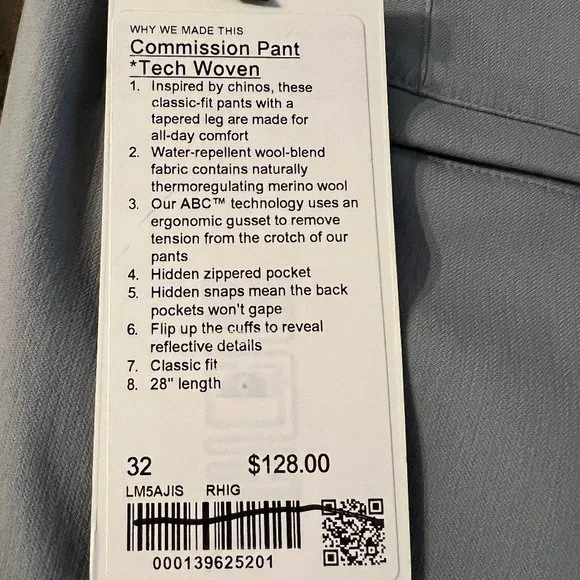 WHY WE MADE THIS
Commission Pant
*Tech Woven
1. Inspired by chinos, these
classic-fit pants with a
tapered leg are made for
all-day comfort
2. Water-repellent wool-blend
fabric contains naturally
thermoregulating merino wool
3. Our ABC™ technology uses an
ergonomic gusset to remove
tension from the crotch of our
pants
4. Hidden zippered pocket
5. Hidden snaps mean the back
pockets won't gape
6. Flip up the cuffs to reveal
reflective details
7. Classic fit
8. 28" length
32 $128.00
LM5AJIS RHIG
000139625201